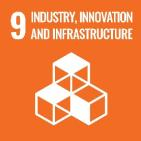 9 INDUSTRY, INNOVATION
AND INFRASTRUCTURE